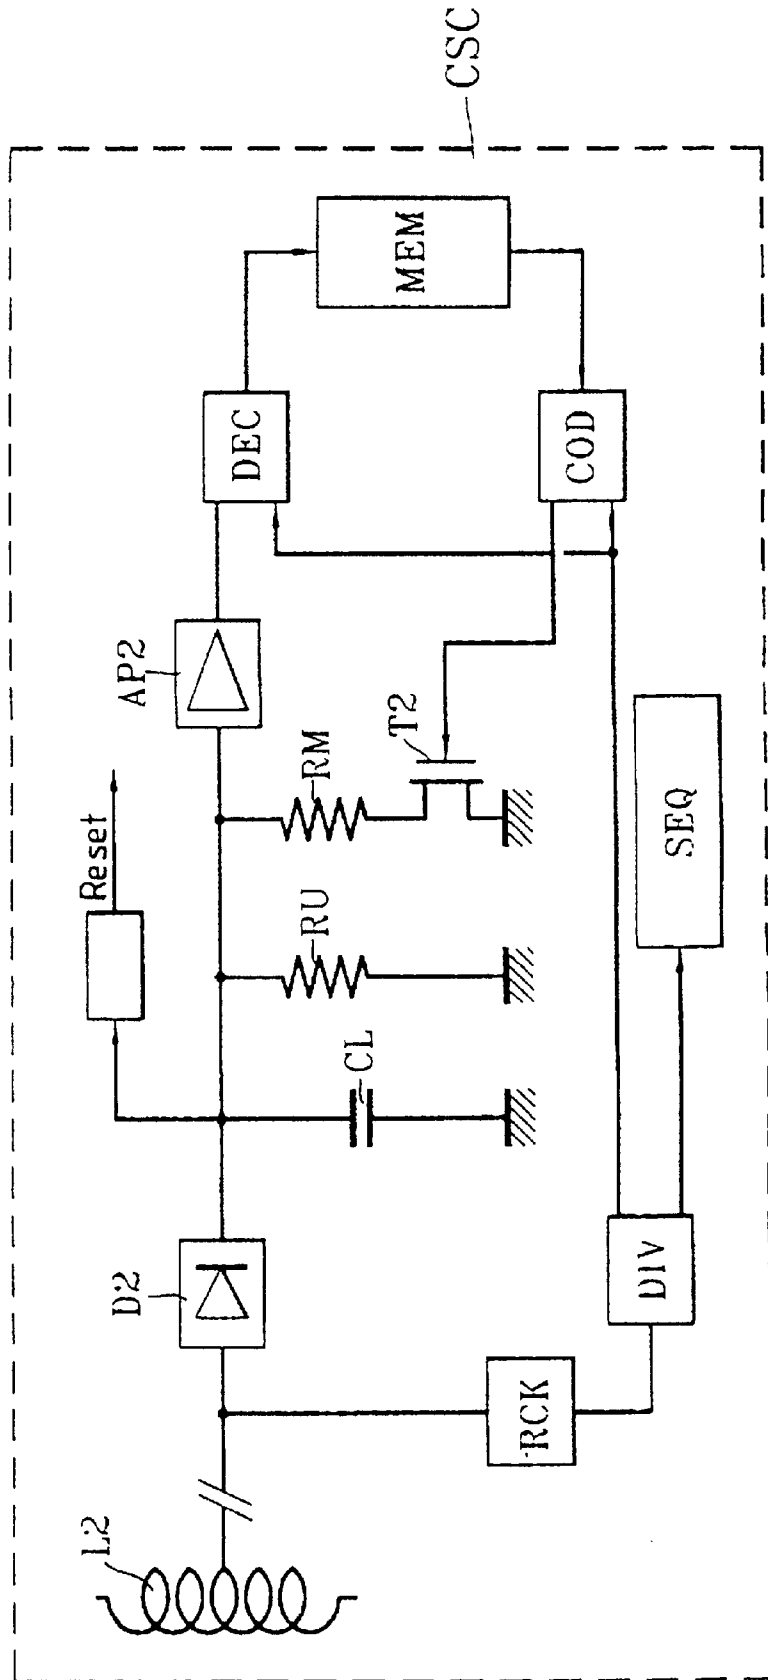 CSC
L2
D2
Reset
AP2
DEC
MEM
CL
RU
RM
T2
COD
RCK
DIV
SEQ